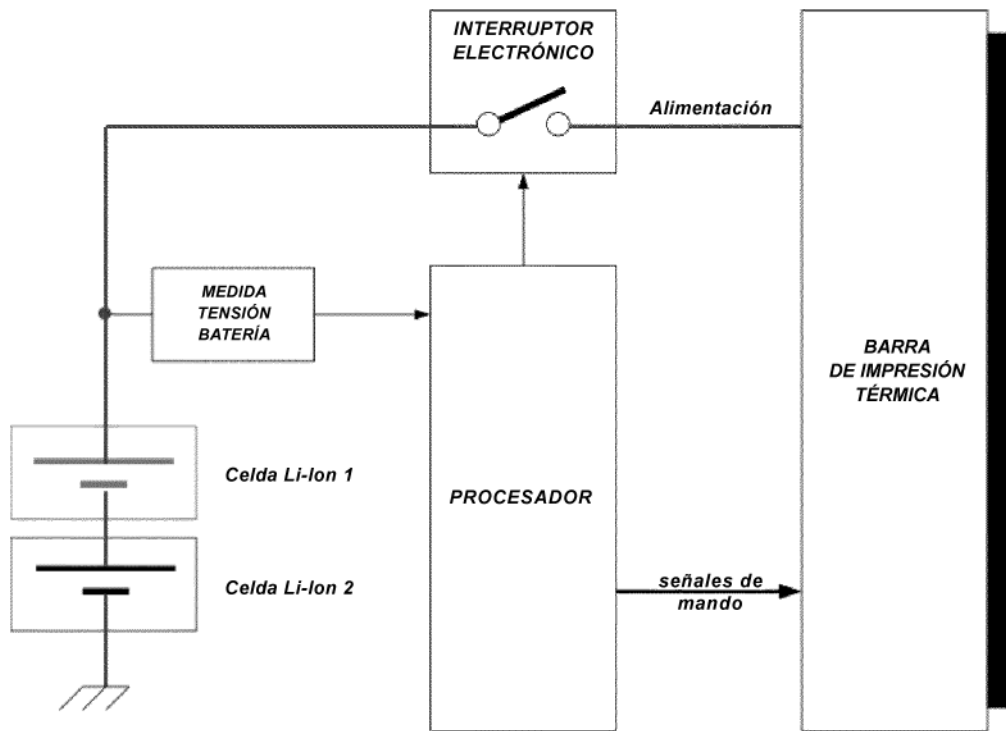 INTERRUPTOR
ELECTRÓNICO
Alimentación
MEDIDA
TENSIÓN
BATERÍA
BARRA
DE IMPRESIÓN
TÉRMICA
Celda Li-Ion 1
PROCESADOR
Celda Li-Ion 2
señales de
mando